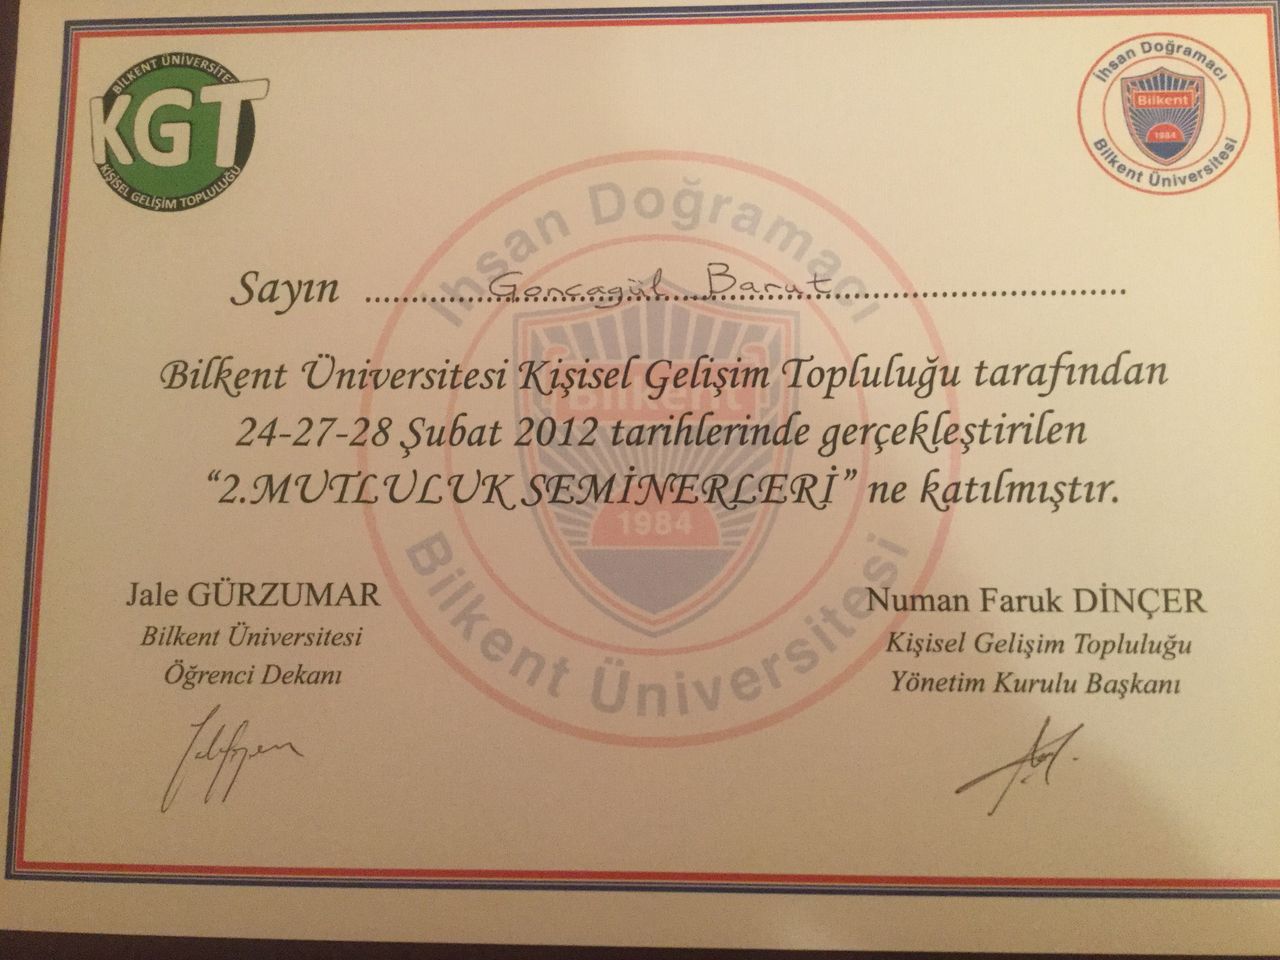 BİLKENT ÜNİVERSİTE
KGT
KİŞİSEL GELİŞİM TOPLULUĞU
İhsan Doğramacı
Bilkent
1984
Bilkent Üniversitesi
İhsan Doğramacı
Sayın Goncagül Barut
Bilkent Üniversitesi Kişisel Gelişim Topluluğu tarafından
Bilkent
24-27-28 Şubat 2012 tarihlerinde gerçekleştirilen
“2.MUTLULUK SEMİNERLERİ” ne katılmıştır.
1984
Bilkent Üniversitesi
Jale GÜRZUMAR
Bilkent Üniversitesi
Öğrenci Dekanı
Numan Faruk DİNÇER
Kişisel Gelişim Topluluğu
Yönetim Kurulu Başkanı